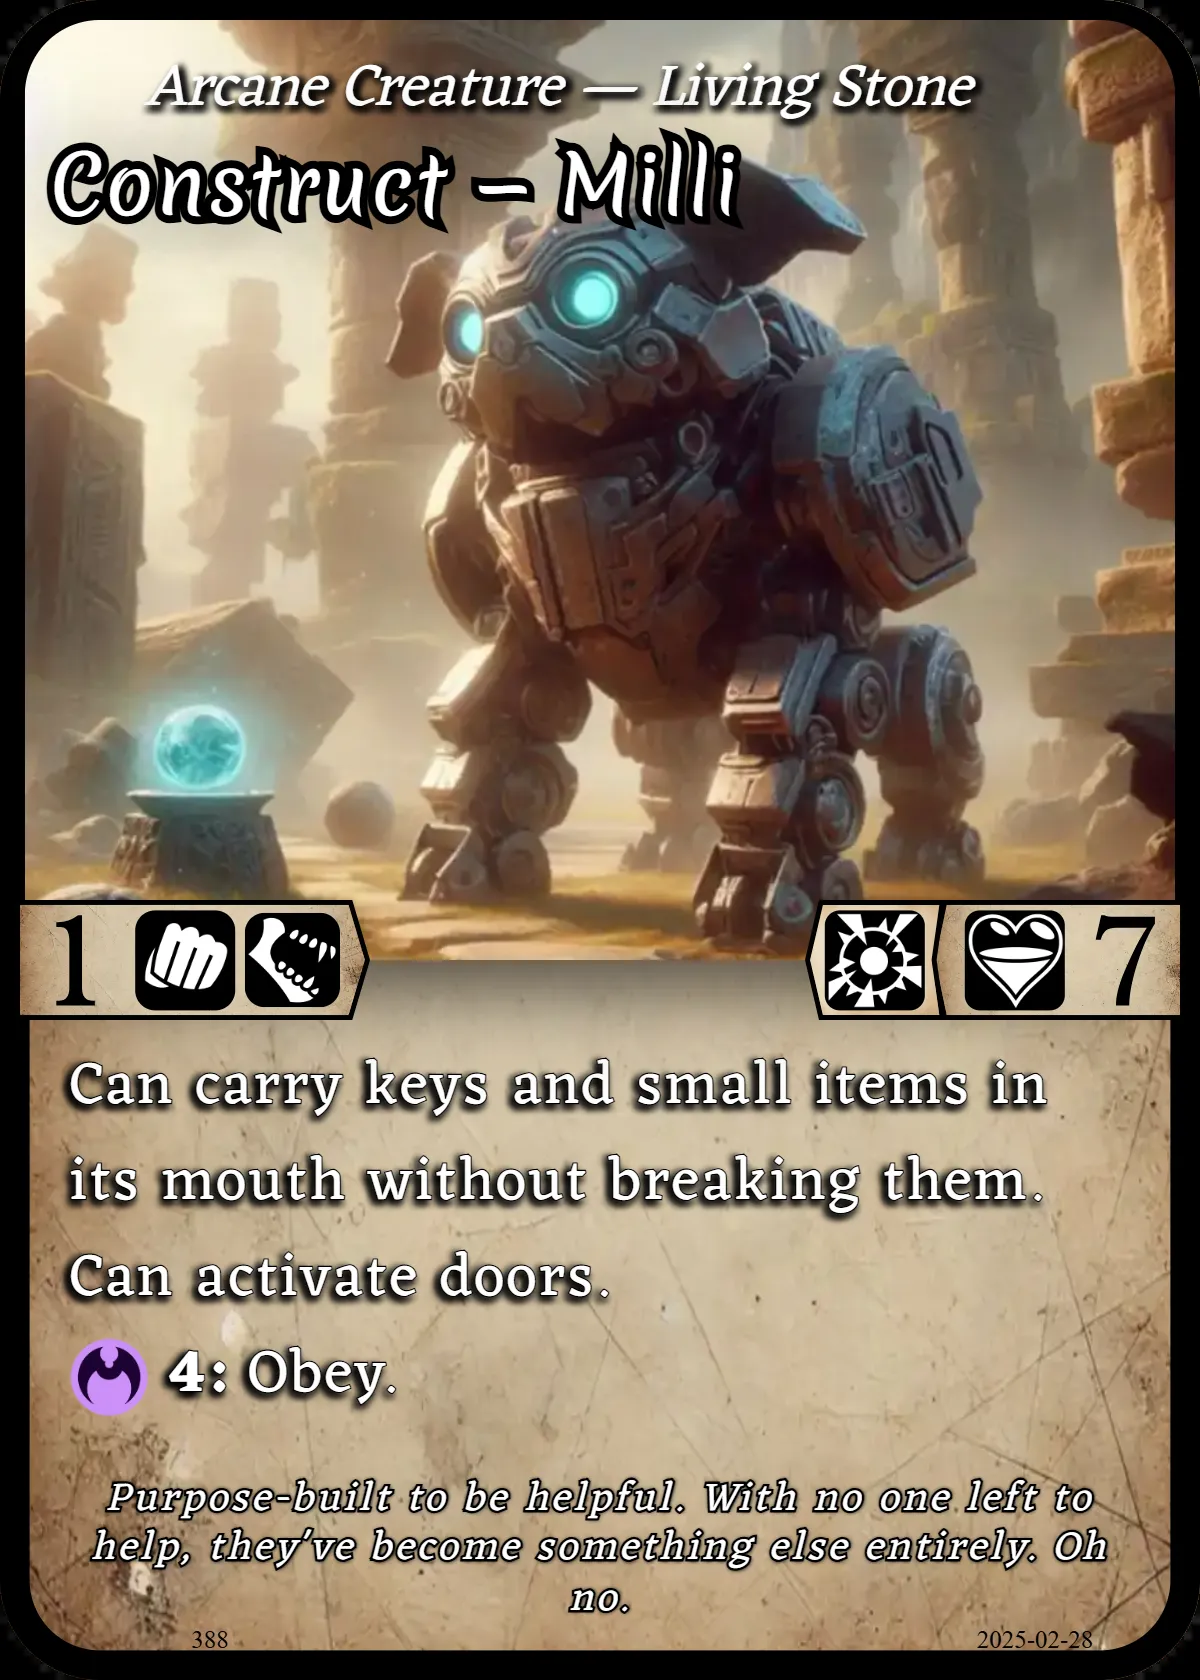 Arcane Creature — Living Stone
Construct – Milli
1
7
Can carry keys and small items in
its mouth without breaking them.
Can activate doors.
4: Obey.
Purpose-built to be helpful. With no one left to
help, they've become something else entirely. Oh
no.
388
2025-02-28